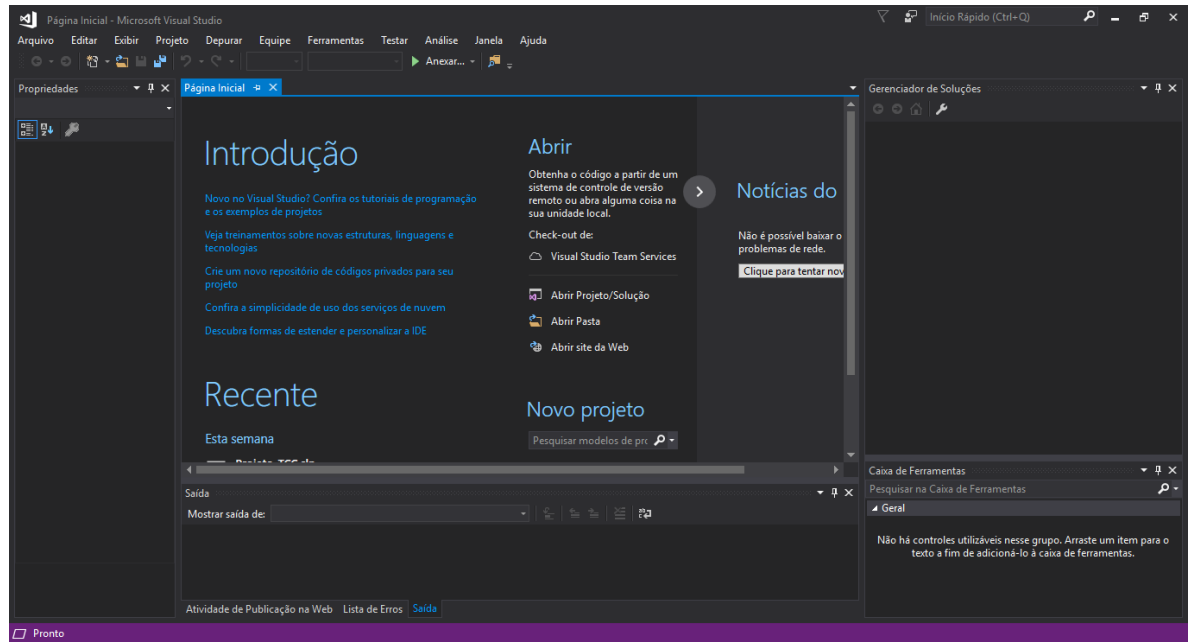 Página Inicial - Microsoft Visual Studio
Início Rápido (Ctrl+Q)
Arquivo Editar Exibir Projeto Depurar Equipe Ferramentas Testar Análise Janela Ajuda
Anexar...
Propriedades
Página Inicial
Introdução
Novo no Visual Studio? Confira os tutoriais de programação
e os exemplos de projetos
Veja treinamentos sobre novas estruturas, linguagens e
tecnologias
Crie um novo repositório de códigos privados para seu
projeto
Confira a simplicidade de uso dos serviços de nuvem
Descubra formas de estender e personalizar a IDE
Recente
Esta semana
Projeto_TCC.sln
Abrir
Obtenha o código a partir de um
sistema de controle de versão
remoto ou abra alguma coisa na
sua unidade local.
Check-out de:
Visual Studio Team Services
Abrir Projeto/Solução
Abrir Pasta
Abrir site da Web
Novo projeto
Pesquisar modelos de prc
Notícias do
Não é possível baixar o
problemas de rede.
Clique para tentar nov
Saída
Mostrar saída de:
Atividade de Publicação na Web Lista de Erros Saída
Gerenciador de Soluções
Caixa de Ferramentas
Pesquisar na Caixa de Ferramentas
Geral
Não há controles utilizáveis nesse grupo. Arraste um item para o
texto a fim de adicioná-lo à caixa de ferramentas.
Pronto